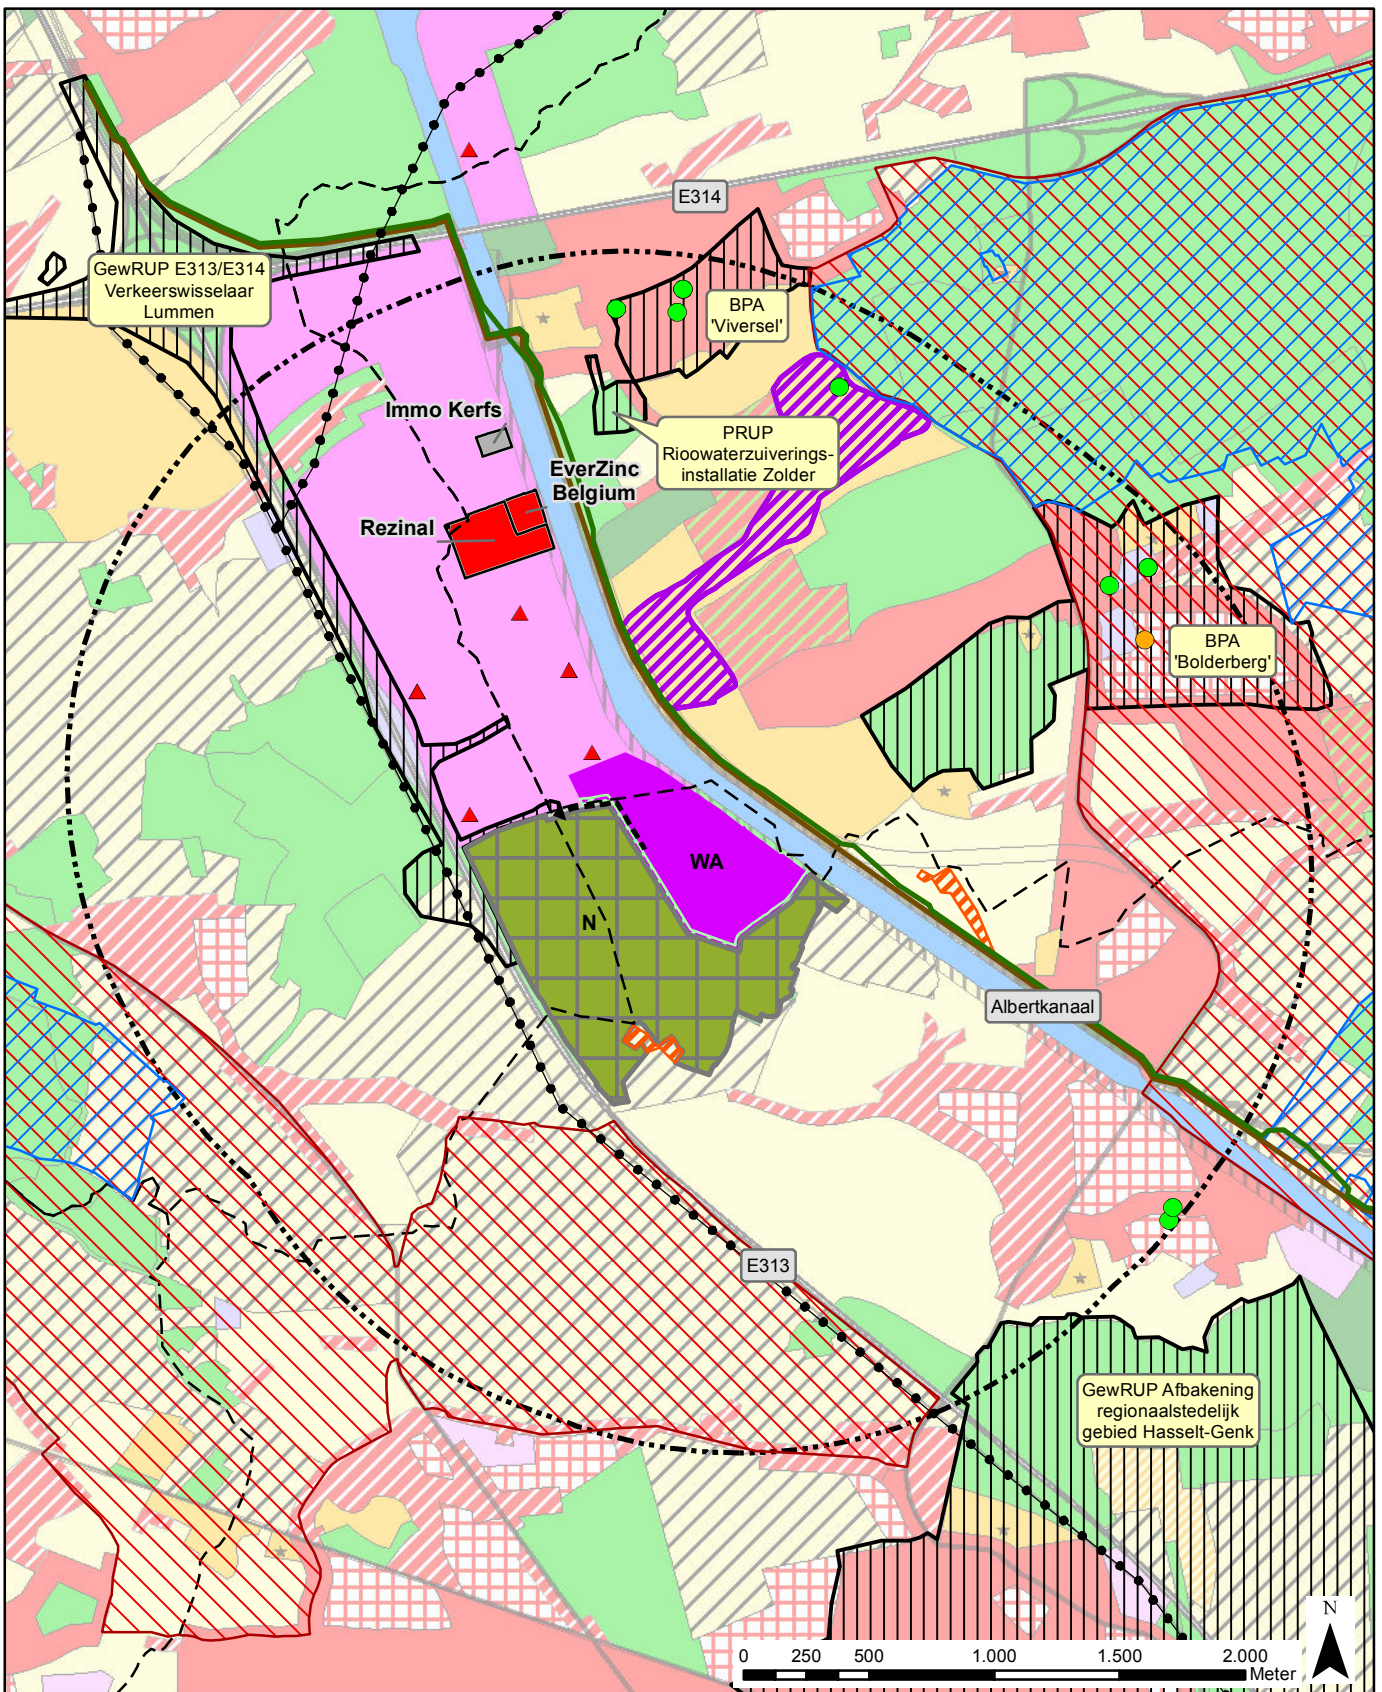 E314
GewRUP E313/E314
Verkeerswisselaar
Lummen
BPA
'Viversel'
Immo Kerfs
PRUP
Rioowaterzuiverings-
installatie Zolder
EverZinc
Belgium
Rezinal
BPA
'Bolderberg'
WA
N
Albertkanaal
E313
GewRUP Afbakening
regionaalstedelijk
gebied Hasselt-Genk
N
0 250 500 1.000 1.500 2.000
Meter